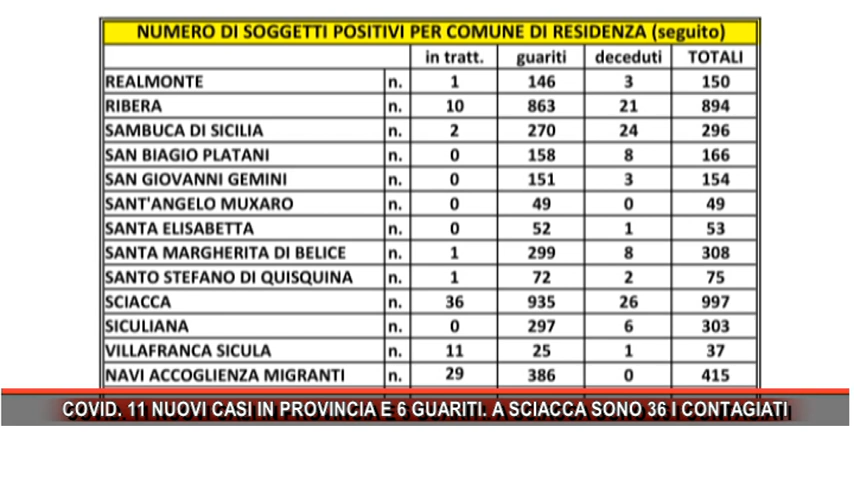 NUMERO DI SOGGETTI POSITIVI PER COMUNE DI RESIDENZA (seguito)
in tratt. guariti deceduti TOTALI
REALMONTE n. 1 146 3 150
RIBERA n. 10 863 21 894
SAMBUCA DI SICILIA n. 2 270 24 296
SAN BIAGIO PLATANI n. 0 158 8 166
SAN GIOVANNI GEMINI n. 0 151 3 154
SANT'ANGELO MUXARO n. 0 49 0 49
SANTA ELISABETTA n. 0 52 1 53
SANTA MARGHERITA DI BELICE n. 1 299 8 308
SANTO STEFANO DI QUISQUINA n. 1 72 2 75
SCIACCA n. 36 935 26 997
SICULIANA n. 0 297 6 303
VILLAFRANCA SICULA n. 11 25 1 37
NAVI ACCOGLIENZA MIGRANTI n. 29 386 0 415
COVID. 11 NUOVI CASI IN PROVINCIA E 6 GUARITI. A SCIACCA SONO 36 I CONTAGIATI